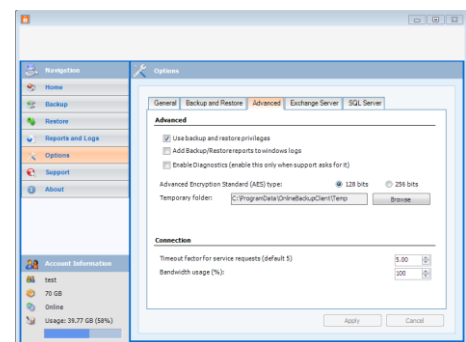 Navigation
Options
Home
Backup
Restore
Reports and Logs
Options
Support
About
General Backup and Restore Advanced Exchange Server SQL Server
Advanced
Use backup and restore privileges
Add Backup/Restore reports to windows logs
Enable Diagnostics (enable this only when support asks for it)
Advanced Encryption Standard (AES) type: 128 bits 256 bits
Temporary folder: C:\ProgramData\OnlineBackupClient\Temp Browse
Connection
Timeout factor for service requests (default 5) 5.00
Bandwidth usage (%): 100
Account Information
test
70 GB
Online
Usage: 39.77 GB (58%)
Apply Cancel